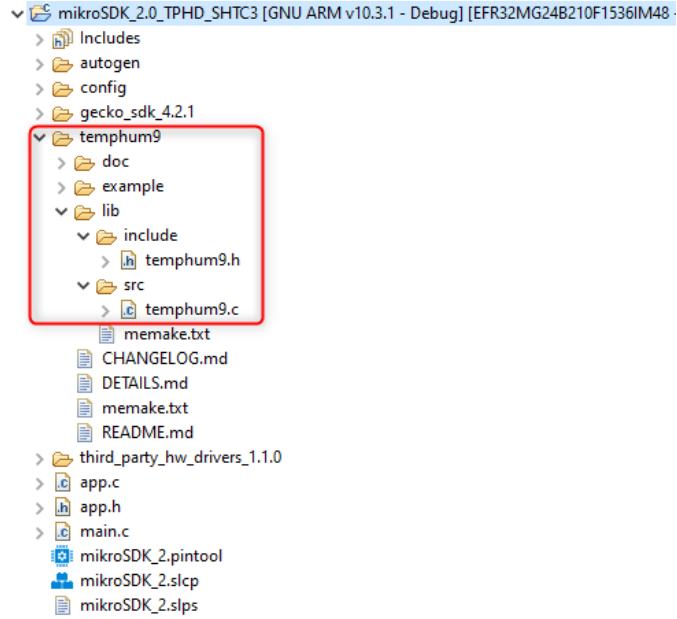 mikroSDK_2.0_TPHD_SHTC3 [GNU ARM v10.3.1 - Debug] [EFR32MG24B210F1536IM48 -
Includes
autogen
config
gecko_sdk_4.2.1
temphum9
doc
example
lib
include
temphum9.h
src
temphum9.c
memake.txt
CHANGELOG.md
DETAILS.md
memake.txt
README.md
third_party_hw_drivers_1.1.0
app.c
app.h
main.c
mikroSDK_2.pintool
mikroSDK_2.slcp
mikroSDK_2.slps